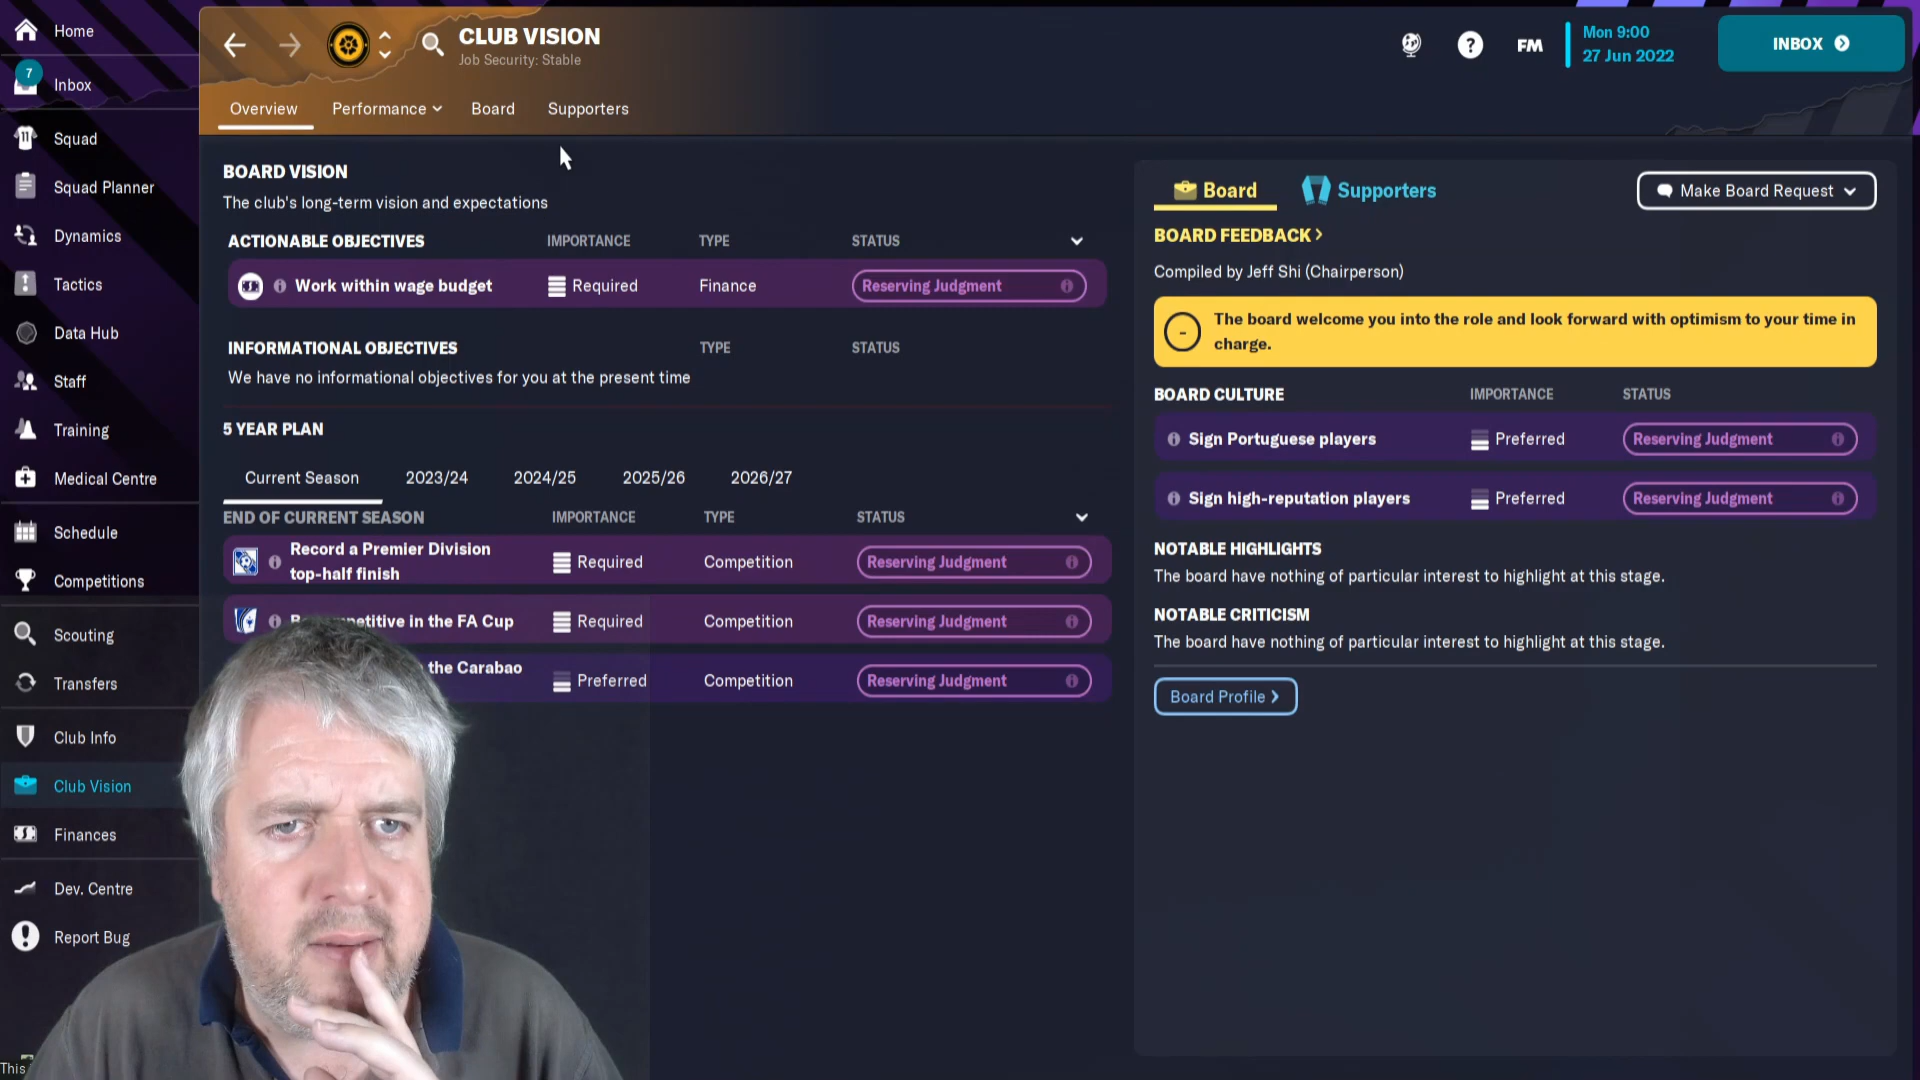 Home
7
Inbox
Squad
Squad Planner
Dynamics
Tactics
Data Hub
Staff
Training
Medical Centre
Schedule
Competitions
Scouting
Transfers
Club Info
Club Vision
Finances
Dev. Centre
Report Bug
This
CLUB VISION
Job Security: Stable
?
FM
Mon 9:00
27 Jun 2022
INBOX
Overview
Performance
Board
Supporters
BOARD VISION
The club's long-term vision and expectations
ACTIONABLE OBJECTIVES IMPORTANCE TYPE STATUS
Work within wage budget Required Finance Reserving Judgment
INFORMATIONAL OBJECTIVES TYPE STATUS
We have no informational objectives for you at the present time
5 YEAR PLAN
Current Season 2023/24 2024/25 2025/26 2026/27
END OF CURRENT SEASON IMPORTANCE TYPE STATUS
Record a Premier Division
top-half finish Required Competition Reserving Judgment
in the FA Cup Required Competition Reserving Judgment
the Carabao Preferred Competition Reserving Judgment
Board
Supporters
Make Board Request
BOARD FEEDBACK
Compiled by Jeff Shi (Chairperson)
The board welcome you into the role and look forward with optimism to your time in
charge.
BOARD CULTURE IMPORTANCE STATUS
Sign Portuguese players Preferred Reserving Judgment
Sign high-reputation players Preferred Reserving Judgment
NOTABLE HIGHLIGHTS
The board have nothing of particular interest to highlight at this stage.
NOTABLE CRITICISM
The board have nothing of particular interest to highlight at this stage.
Board Profile